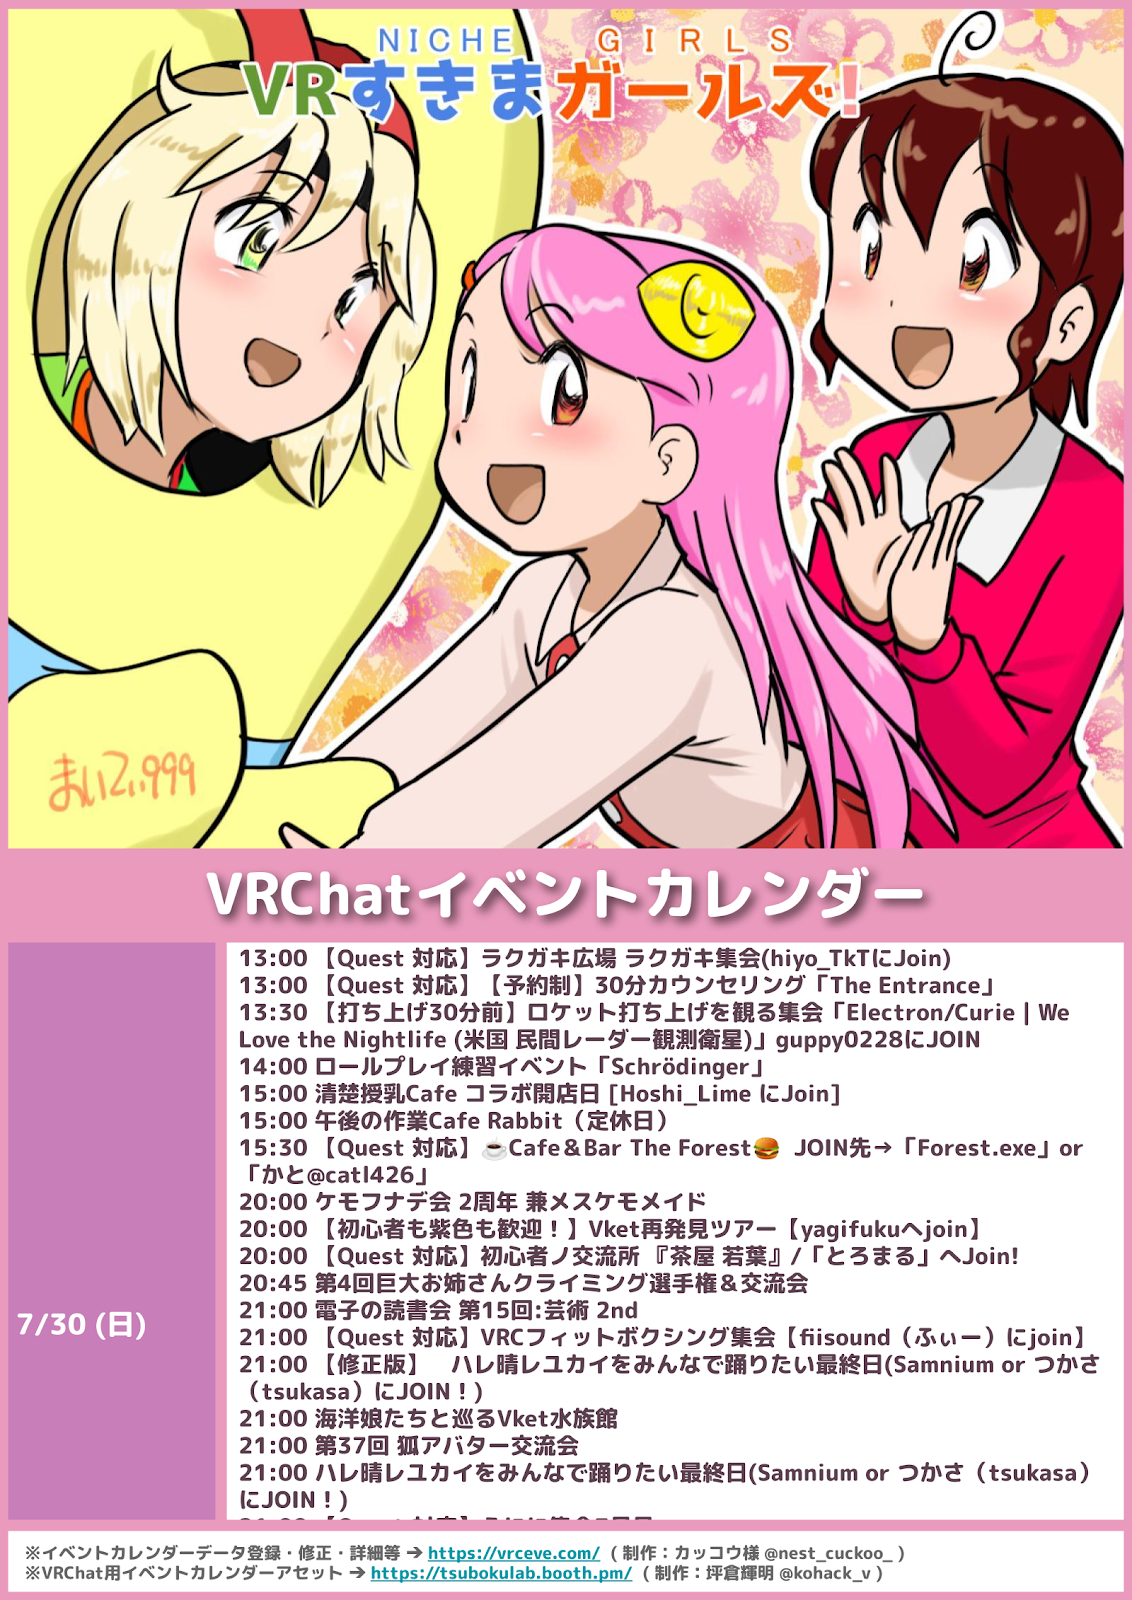 NICHE GIRLS
VRすきまガールズ!
まいてぃ999
VRChatイベントカレンダー
7/30 (日)
13:00 【Quest 対応】ラクガキ広場 ラクガキ集会(hiyo_TkTにJoin)
13:00 【Quest 対応】【予約制】30分カウンセリング「The Entrance」
13:30 【打ち上げ30分前】ロケット打ち上げを観る集会「Electron/Curie | We
Love the Nightlife (米国 民間レーダー観測衛星)」guppy0228にJOIN
14:00 ロールプレイ練習イベント「Schrödinger」
15:00 清楚授乳Cafe コラボ開店日 [Hoshi_Lime にJoin]
15:00 午後の作業Cafe Rabbit（定休日）
15:30 【Quest 対応】☕Cafe＆Bar The Forest🍔 JOIN先→「Forest.exe」or
「かと@catl426」
20:00 ケモフナデ会 2周年 兼メスケモメイド
20:00 【初心者も紫色も歓迎！】Vket再発見ツアー【yagifukuへjoin】
20:00 【Quest 対応】初心者ノ交流所 『茶屋 若葉』/「とろまる」へJoin!
20:45 第4回巨大お姉さんクライミング選手権＆交流会
21:00 電子の読書会 第15回:芸術 2nd
21:00 【Quest 対応】VRCフィットボクシング集会【fiisound（ふぃー）にjoin】
21:00 【修正版】　ハレ晴レユカイをみんなで踊りたい最終日(Samnium or つかさ
（tsukasa）にJOIN！)
21:00 海洋娘たちと巡るVket水族館
21:00 第37回 狐アバター交流会
21:00 ハレ晴レユカイをみんなで踊りたい最終日(Samnium or つかさ（tsukasa）
にJOIN！)
※イベントカレンダーデータ登録・修正・詳細等 ➔ https://vrceve.com/ （ 制作：カッコウ様 @nest_cuckoo_ ）
※VRChat用イベントカレンダーアセット ➔ https://tsubokulab.booth.pm/ （ 制作：坪倉輝明 @kohack_v ）